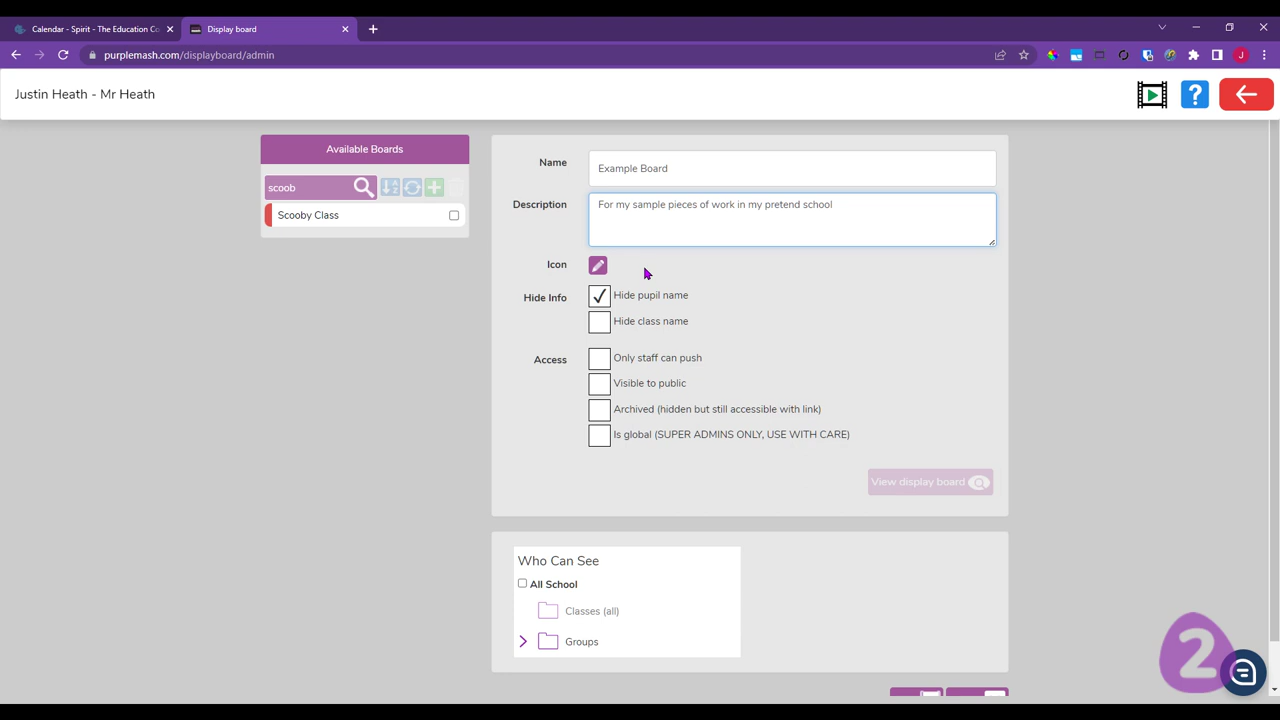 Calendar - Spirit - The Education Co
Display board
purplemash.com/displayboard/admin
J
Justin Heath - Mr Heath
?
Available Boards
scoob
Scooby Class
Name
Example Board
Description
For my sample pieces of work in my pretend school
Icon
Hide Info
Hide pupil name
Hide class name
Access
Only staff can push
Visible to public
Archived (hidden but still accessible with link)
Is global (SUPER ADMINS ONLY, USE WITH CARE)
View display board
Who Can See
All School
Classes (all)
Groups
2